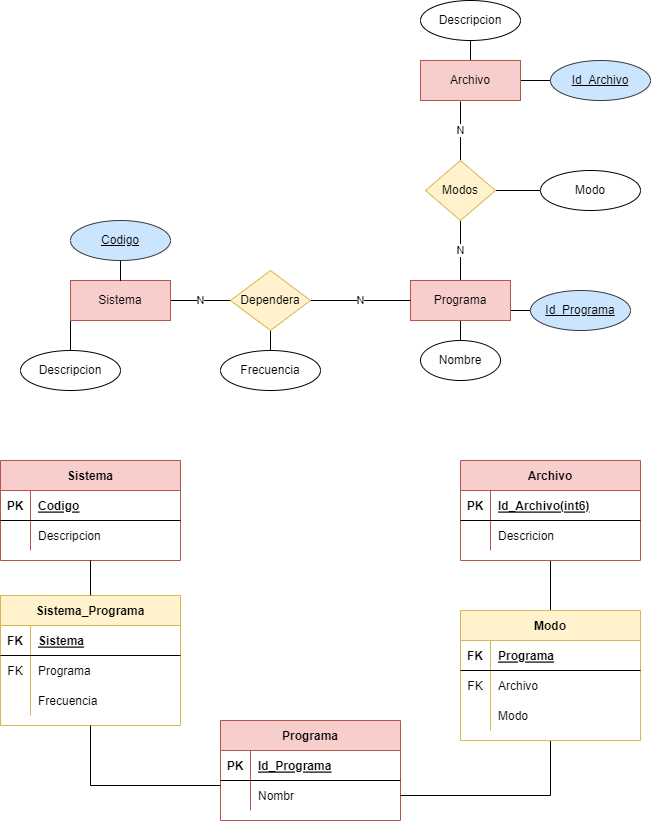 Descripcion
Archivo
Id_Archivo
N
Modos
Modo
Codigo
N
Sistema
N
Dependera
N
Programa
Id_Programa
Descripcion
Frecuencia
Nombre
Sistema
PK Codigo
Descripcion
Archivo
PK Id_Archivo(int6)
Descricion
Sistema_Programa
FK Sistema
FK Programa
Frecuencia
Modo
FK Programa
FK Archivo
Modo
Programa
PK Id_Programa
Nombr